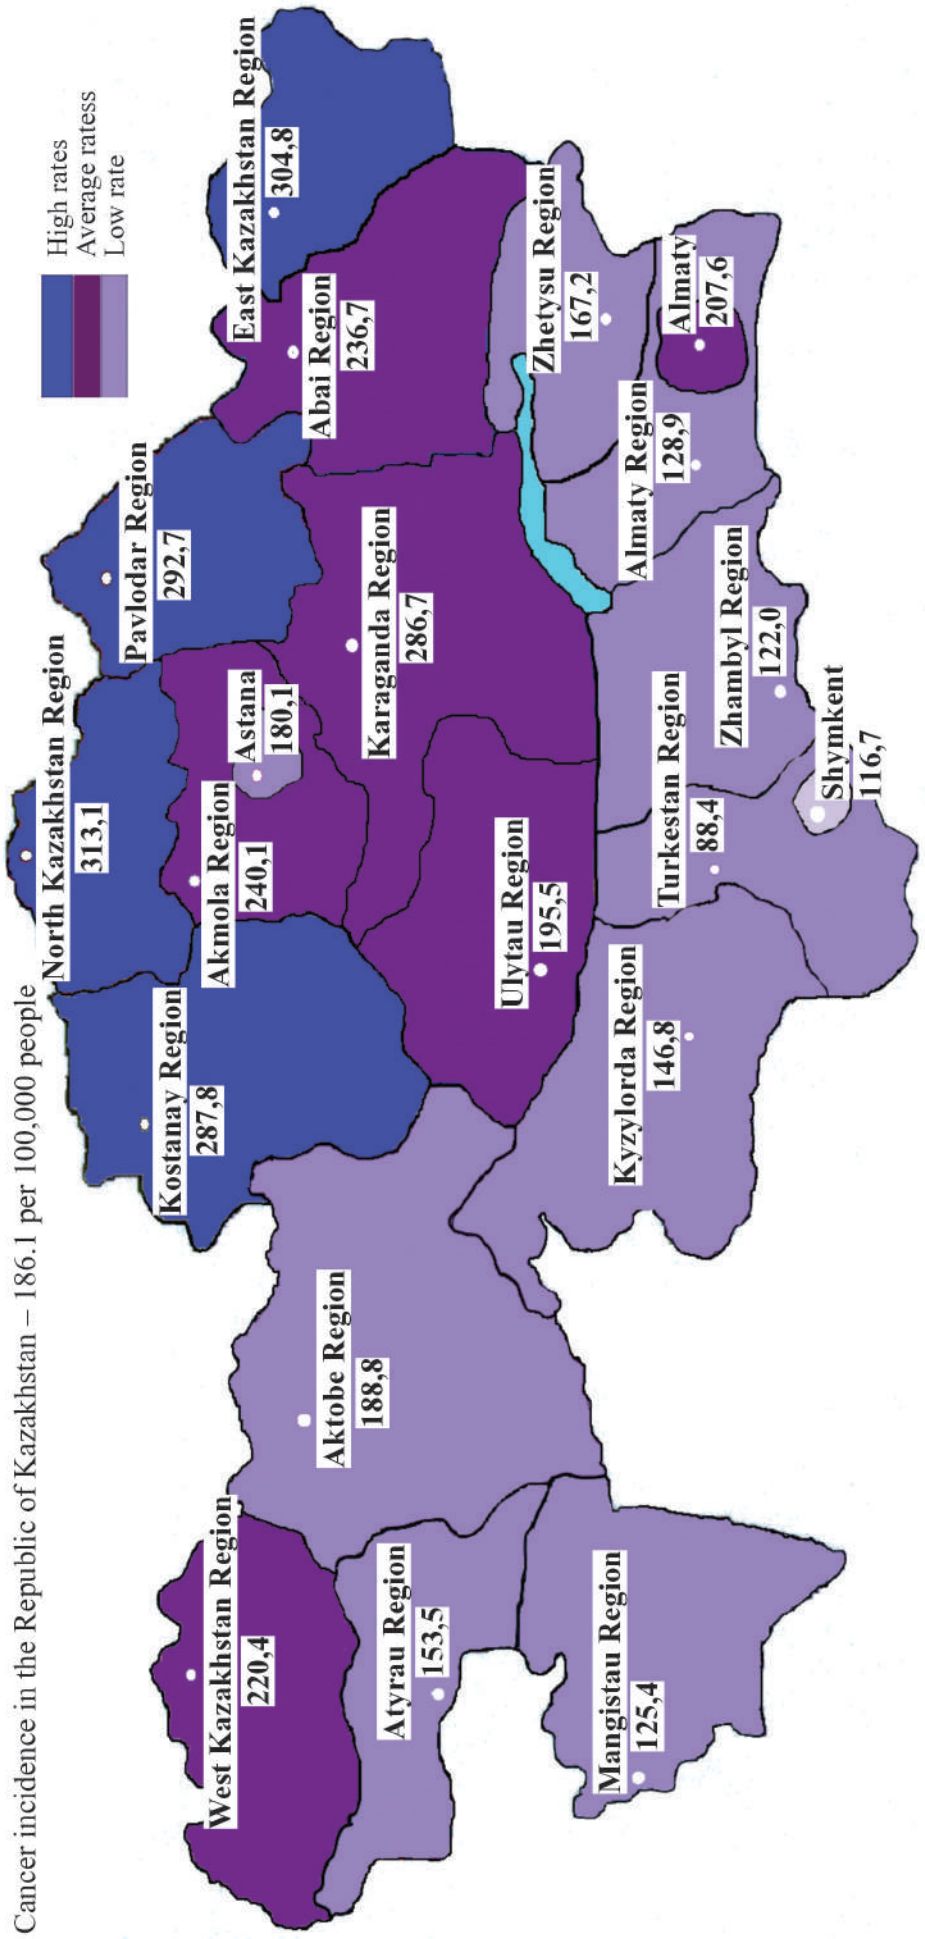 Cancer incidence in the Republic of Kazakhstan – 186.1 per 100,000 people
High rates
Average ratess
Low rate
North Kazakhstan Region
313,1
Pavlodar Region
292,7
Kostanay Region
287,8
Akmola Region
240,1
Astana
180,1
East Kazakhstan Region
304,8
Abai Region
236,7
West Kazakhstan Region
220,4
Aktobe Region
188,8
Karaganda Region
286,7
Atyrau Region
153,5
Ulytau Region
195,5
Zhetysu Region
167,2
Mangistau Region
125,4
Kyzylorda Region
146,8
Turkestan Region
88,4
Almaty Region
128,9
Almaty
207,6
Zhambyl Region
122,0
Shymkent
116,7